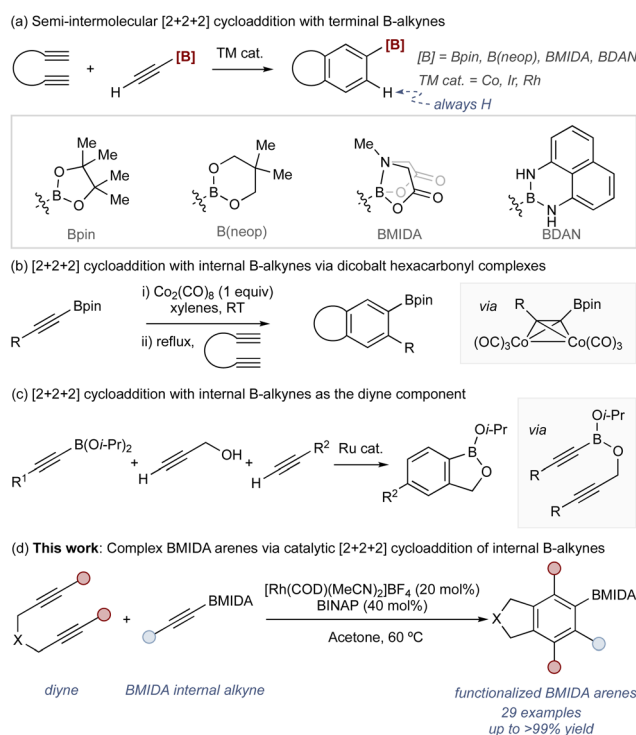 (a) Semi-intermolecular [2+2+2] cycloaddition with terminal B-alkynes
+
H
[B]
TM cat.
[B]
H
[B] = Bpin, B(neop), BMIDA, BDAN
TM cat. = Co, Ir, Rh
always H
Me
Me
Me
Me
O
B
O
Bpin
Me
Me
O
B
O
B(neop)
Me
N
O
B
O
O
O
BMIDA
HN
B
N
H
BDAN
(b) [2+2+2] cycloaddition with internal B-alkynes via dicobalt hexacarbonyl complexes
Bpin
R
i) Co2(CO)8 (1 equiv)
xylenes, RT
ii) reflux,
Bpin
R
via
R
Bpin
(OC)3Co
Co(CO)3
(c) [2+2+2] cycloaddition with internal B-alkynes as the diyne component
B(Oi-Pr)2
R1
+
H
OH
+
H
R2
Ru cat.
Oi-Pr
B
O
R2
via
Oi-Pr
B
O
R
R
(d) This work: Complex BMIDA arenes via catalytic [2+2+2] cycloaddition of internal B-alkynes
X
+
BMIDA
[Rh(COD)(MeCN)2]BF4 (20 mol%)
BINAP (40 mol%)
Acetone, 60 ºC
X
BMIDA
diyne
BMIDA internal alkyne
functionalized BMIDA arenes
29 examples
up to >99% yield